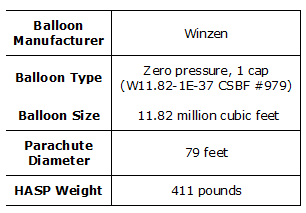 Balloon
Manufacturer
Winzen
Balloon Type
Zero pressure, 1 cap
(W11.82-1E-37 CSBF #979)
Balloon Size
11.82 million cubic feet
Parachute
Diameter
79 feet
HASP Weight
411 pounds